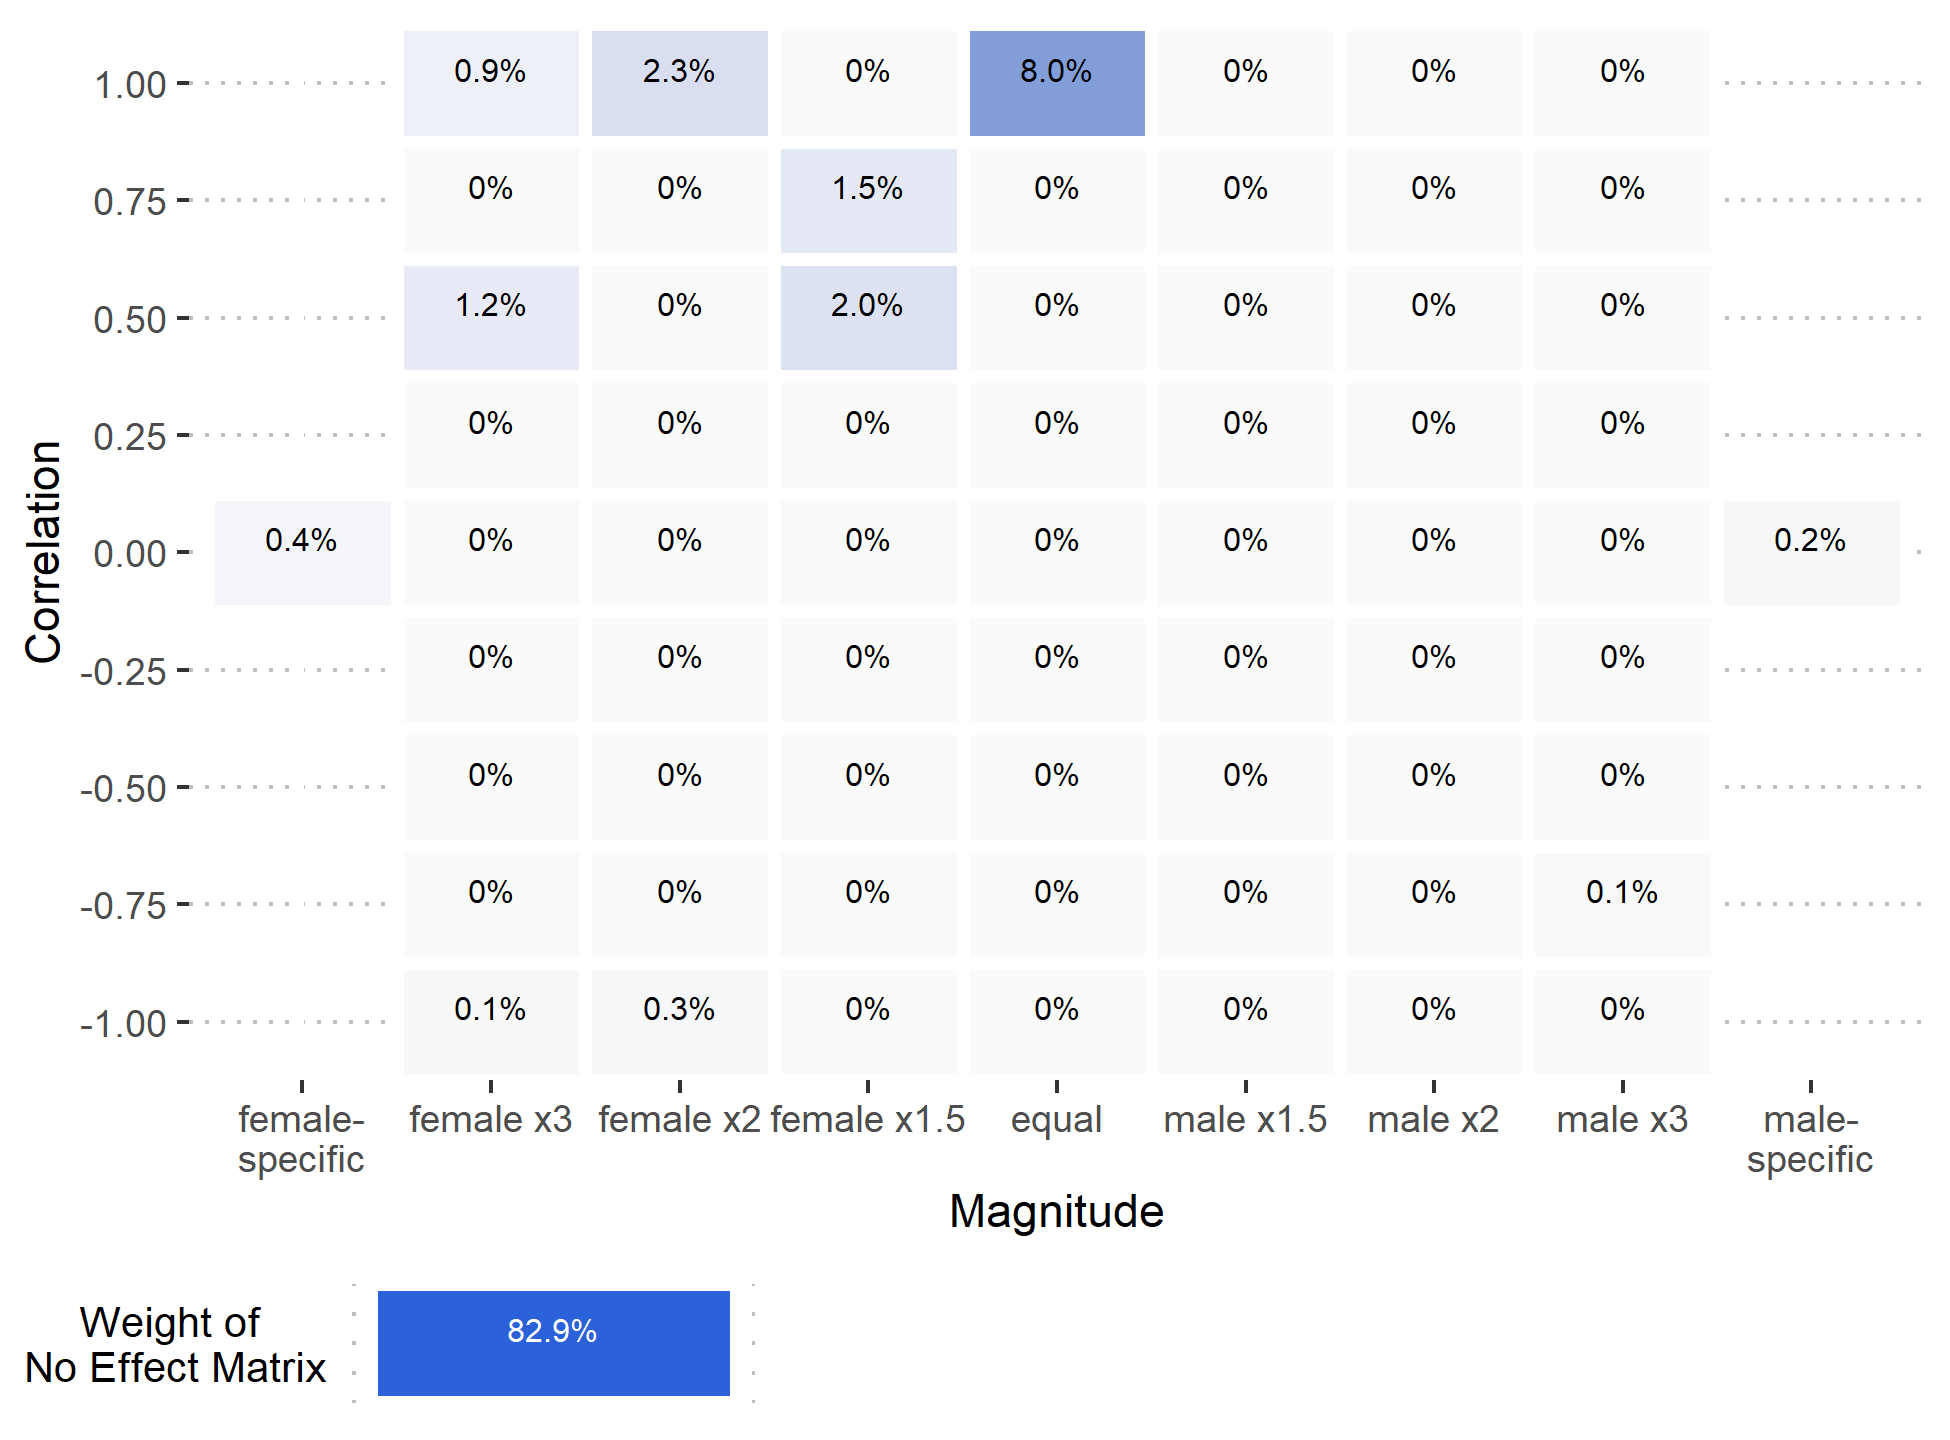 1.00 0.9% 2.3% 0% 8.0% 0% 0% 0%
0.75 0% 0% 1.5% 0% 0% 0% 0%
0.50 1.2% 0% 2.0% 0% 0% 0% 0%
0.25 0% 0% 0% 0% 0% 0% 0%
0.00 0.4% 0% 0% 0% 0% 0% 0% 0% 0.2%
-0.25 0% 0% 0% 0% 0% 0% 0%
-0.50 0% 0% 0% 0% 0% 0% 0%
-0.75 0% 0% 0% 0% 0% 0% 0.1%
-1.00 0.1% 0.3% 0% 0% 0% 0% 0%
Correlation
female-
specific
female x3
female x2
female x1.5
equal
male x1.5
male x2
male x3
male-
specific
Magnitude
Weight of
No Effect Matrix
82.9%